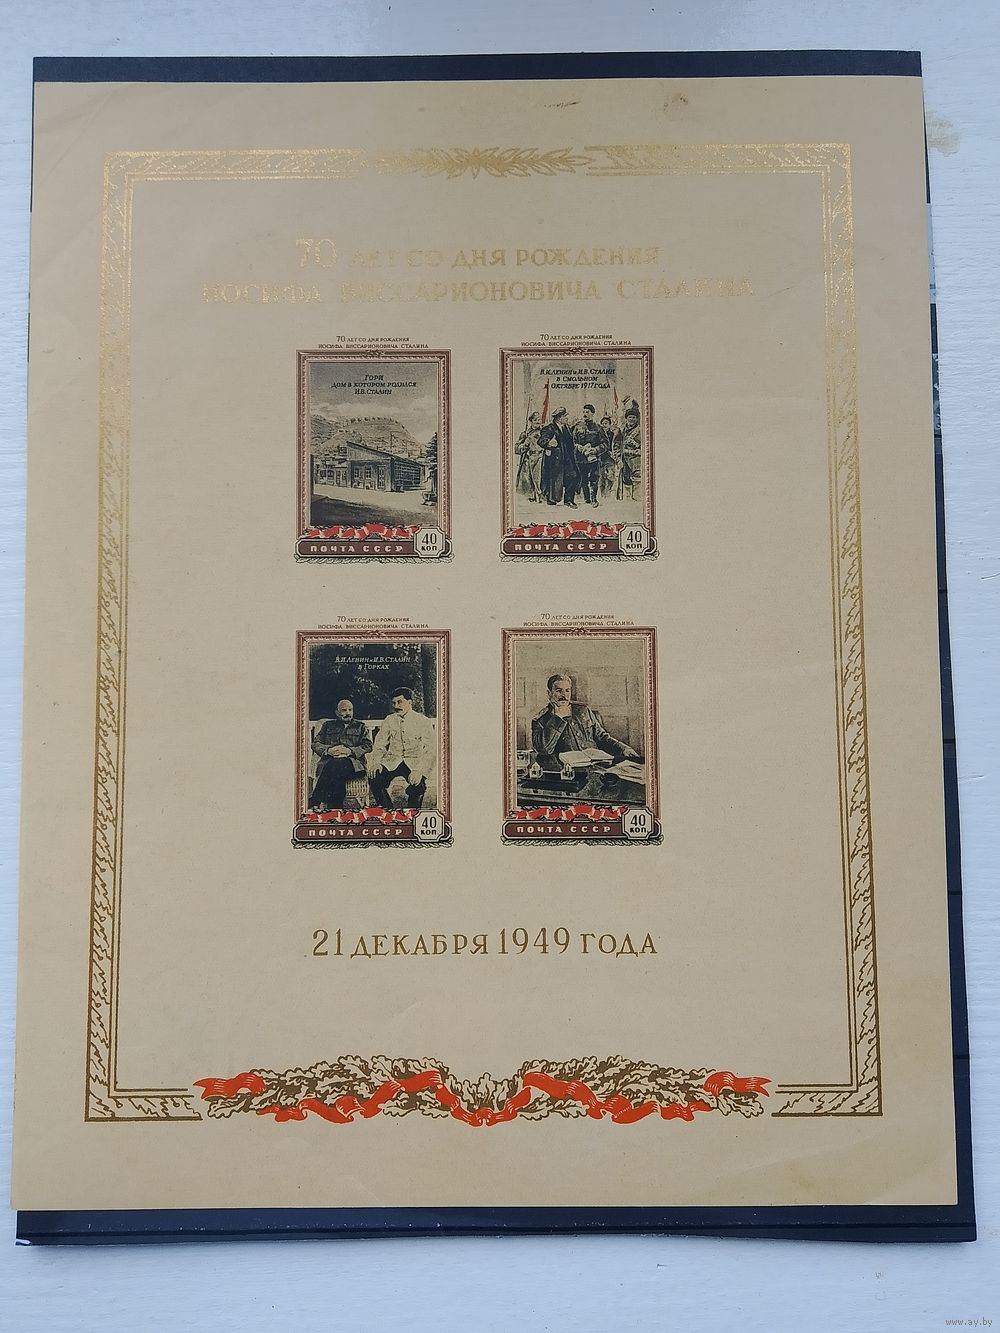 70 ЛЕТ СО ДНЯ РОЖДЕНИЯ
ИОСИФА ВИССАРИОНОВИЧА СТАЛИНА
70 ЛЕТ СО ДНЯ РОЖДЕНИЯ
ИОСИФА ВИССАРИОНОВИЧА СТАЛИНА
ГОРИ
ДОМ В КОТОРОМ РОДИЛСЯ
И.В. СТАЛИН
ПОЧТА СССР
40
КОП
70 ЛЕТ СО ДНЯ РОЖДЕНИЯ
ИОСИФА ВИССАРИОНОВИЧА СТАЛИНА
В.И.ЛЕНИН и И.В.СТАЛИН
В СМОЛЬНОМ
В ОКТЯБРЕ 1917 ГОДА
ПОЧТА СССР
40
КОП
70 ЛЕТ СО ДНЯ РОЖДЕНИЯ
ИОСИФА ВИССАРИОНОВИЧА СТАЛИНА
В.И.ЛЕНИН и И.В.СТАЛИН
В ГОРКАХ
ПОЧТА СССР
40
КОП
70 ЛЕТ СО ДНЯ РОЖДЕНИЯ
ИОСИФА ВИССАРИОНОВИЧА СТАЛИНА
ПОЧТА СССР
40
КОП
21 ДЕКАБРЯ 1949 ГОДА
www.ay.by